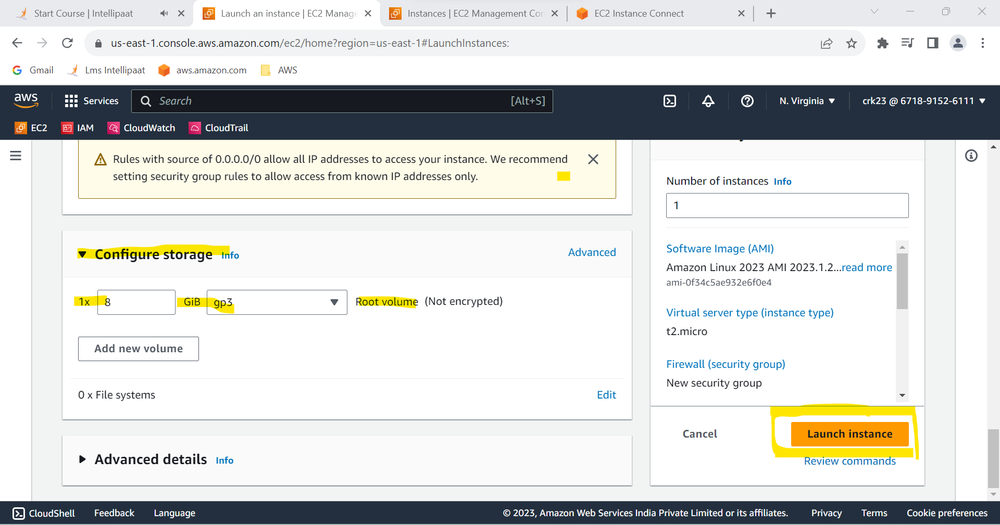 Start Course | Intellipaat
Launch an instance | EC2 Manage
Instances | EC2 Management Cor
EC2 Instance Connect
us-east-1.console.aws.amazon.com/ec2/home?region=us-east-1#LaunchInstances:
Gmail
Lms Intellipaat
aws.amazon.com
AWS
aws
Services
Search
[Alt+S]
N. Virginia
crk23 @ 6718-9152-6111
EC2
IAM
CloudWatch
CloudTrail
Rules with source of 0.0.0.0/0 allow all IP addresses to access your instance. We recommend
setting security group rules to allow access from known IP addresses only.
Configure storage Info
Advanced
1x
8
GiB
gp3
Root volume (Not encrypted)
Add new volume
0 x File systems
Edit
Advanced details Info
Number of instances Info
1
Software Image (AMI)
Amazon Linux 2023 AMI 2023.1.2...read more
ami-0f34c5ae932e6f0e4
Virtual server type (instance type)
t2.micro
Firewall (security group)
New security group
Cancel
Launch instance
Review commands
CloudShell
Feedback
Language
© 2023, Amazon Web Services India Private Limited or its affiliates.
Privacy
Terms
Cookie preferences